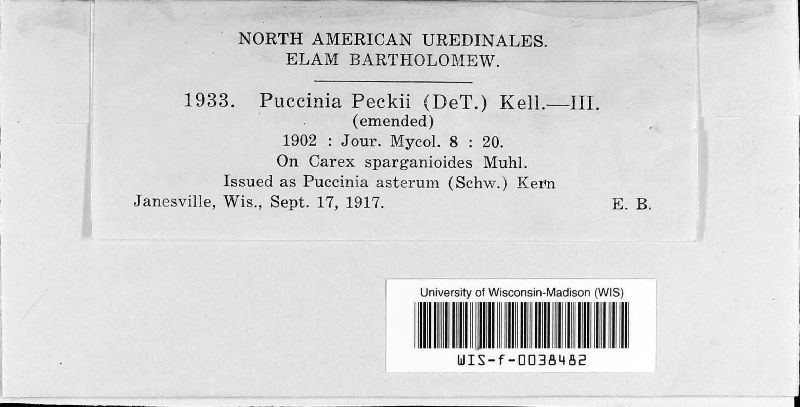 NORTH AMERICAN UREDINALES.
ELAM BARTHOLOMEW.
1933. Puccinia Peckii (DeT.) Kell.—III.
(emended)
1902 : Jour. Mycol. 8 : 20.
On Carex sparganioides Muhl.
Issued as Puccinia asterum (Schw.) Kern
Janesville, Wis., Sept. 17, 1917. E. B.
University of Wisconsin-Madison (WIS)
WIS-f-0038482